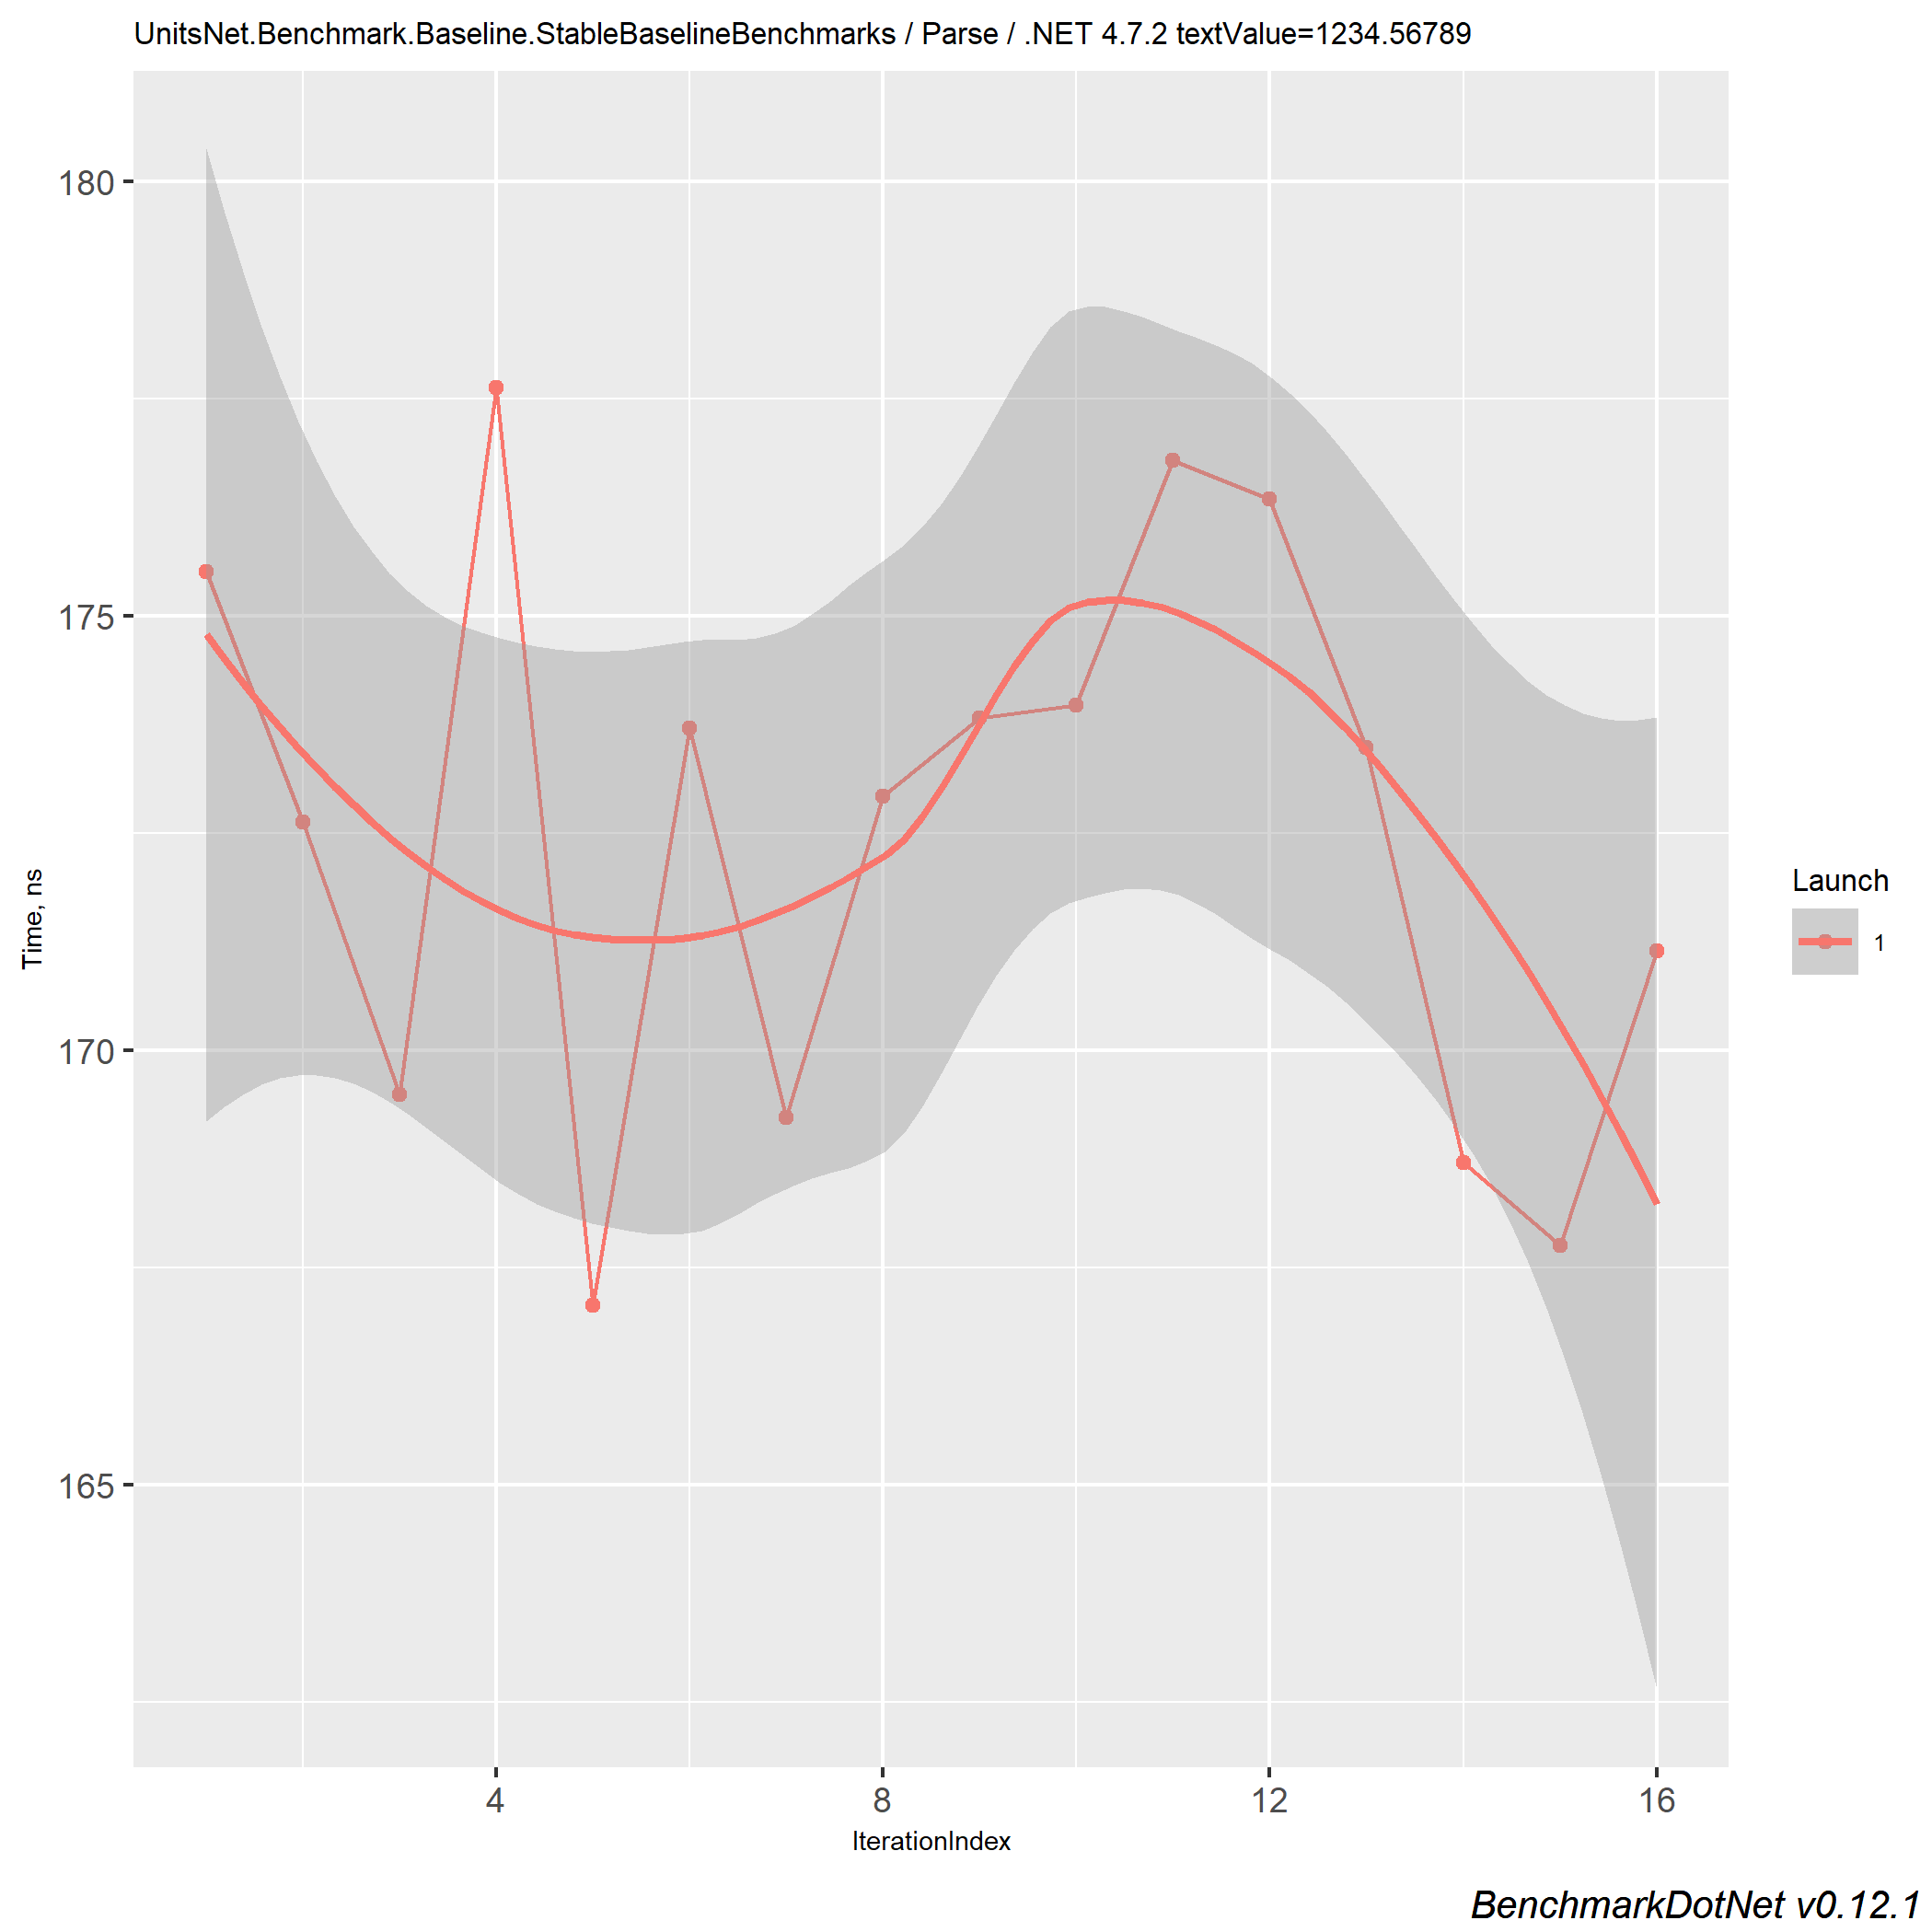 UnitsNet.Benchmark.Baseline.StableBaselineBenchmarks / Parse / .NET 4.7.2 textValue=1234.56789
180
175
170
165
Time, ns
4
8
12
16
IterationIndex
Launch
1
BenchmarkDotNet v0.12.1